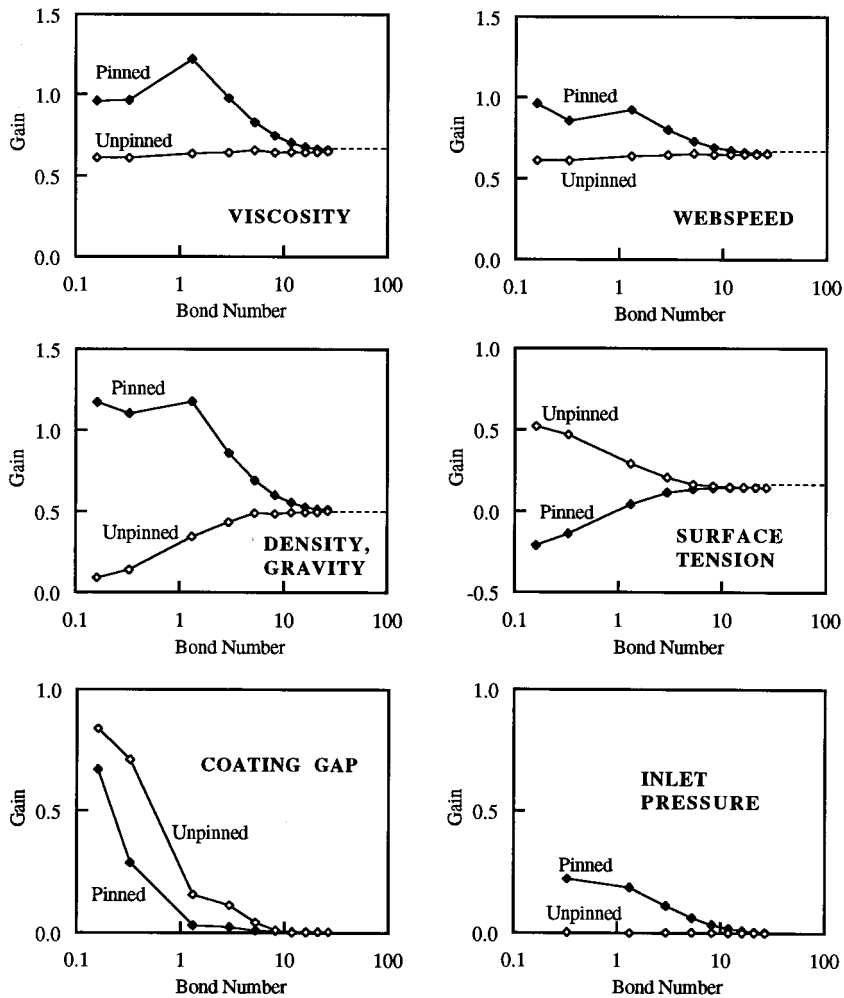 1.5
1.0
0.5
0.0
Gain
Pinned
Unpinned
VISCOSITY
0.1
1
10
100
Bond Number
1.5
1.0
0.5
0.0
Gain
Pinned
Unpinned
WEBSPEED
0.1
1
10
100
Bond Number
1.5
1.0
0.5
0.0
Gain
Pinned
Unpinned
DENSITY,
GRAVITY
0.1
1
10
100
Bond Number
1.0
0.5
0.0
-0.5
Gain
Unpinned
Pinned
SURFACE
TENSION
0.1
1
10
100
Bond Number
1.0
0.5
0.0
Gain
COATING GAP
Unpinned
Pinned
0.1
1
10
100
Bond Number
1.0
0.5
0.0
Gain
INLET
PRESSURE
Pinned
Unpinned
0.1
1
10
100
Bond Number